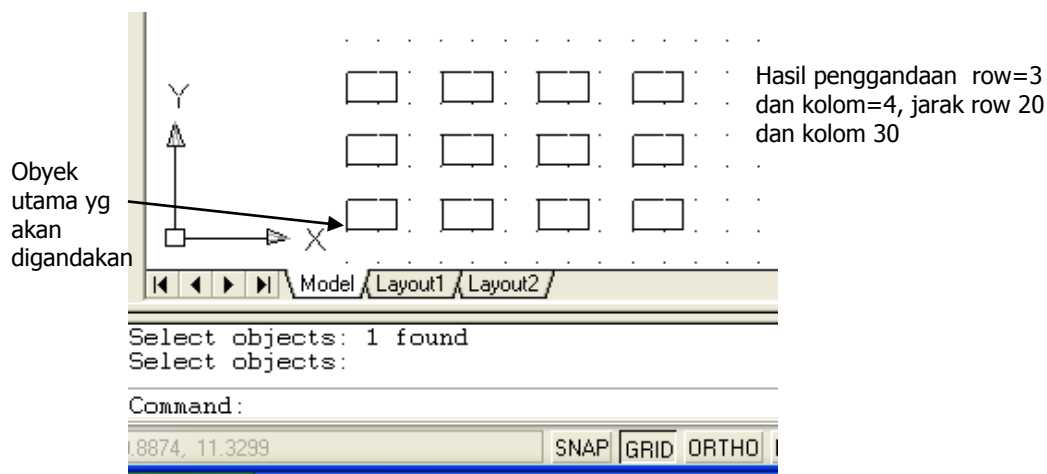 Hasil penggandaan row=3
dan kolom=4, jarak row 20
dan kolom 30
Y
Obyek
utama yg
akan
digandakan
X
Model Layout1 Layout2
Select objects: 1 found
Select objects:
Command:
.8874, 11.3299 SNAP GRID ORTHO